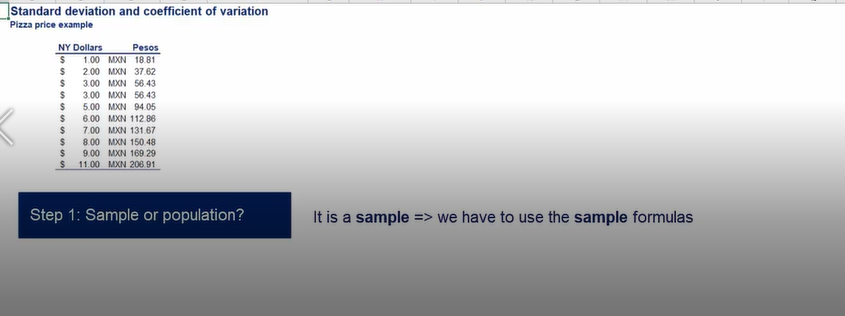 Standard deviation and coefficient of variation
Pizza price example
NY Dollars Pesos
$ 1.00 MXN 18.81
$ 2.00 MXN 37.62
$ 3.00 MXN 56.43
$ 3.00 MXN 56.43
$ 5.00 MXN 94.05
$ 6.00 MXN 112.86
$ 7.00 MXN 131.67
$ 8.00 MXN 150.48
$ 9.00 MXN 169.29
$ 11.00 MXN 206.91
Step 1: Sample or population? It is a sample => we have to use the sample formulas